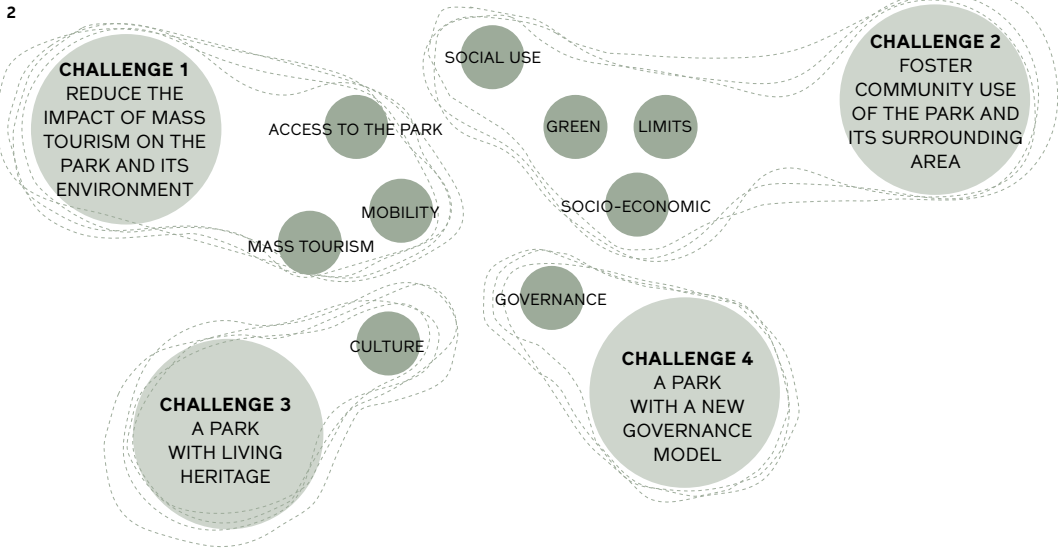 2
CHALLENGE 1
REDUCE THE
IMPACT OF MASS
TOURISM ON THE
PARK AND ITS
ENVIRONMENT
ACCESS TO THE PARK
MOBILITY
MASS TOURISM
SOCIAL USE
GREEN
LIMITS
SOCIO-ECONOMIC
CHALLENGE 2
FOSTER
COMMUNITY USE
OF THE PARK AND
ITS SURROUNDING
AREA
CULTURE
CHALLENGE 3
A PARK
WITH LIVING
HERITAGE
GOVERNANCE
CHALLENGE 4
A PARK
WITH A NEW
GOVERNANCE
MODEL